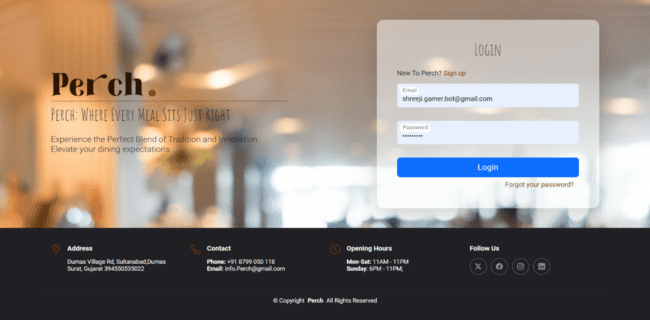 Perch.
Perch: Where Every Meal Sits Just Right
Experience the Perfect Blend of Tradition and Innovation
Elevate your dining expectations
Login
New To Perch? Sign up
Email
shreeji.gamer.bot@gmail.com
Password
•••••••••
Login
Forgot your password?
Address
Dumas Village Rd, Sultanabad,Dumas
Surat, Gujarat 394550535022
Contact
Phone: +91 8799 050 118
Email: info.Perch@gmail.com
Opening Hours
Mon-Sat: 11AM - 11PM
Sunday: 6PM - 11PM;
Follow Us
© Copyright Perch All Rights Reserved